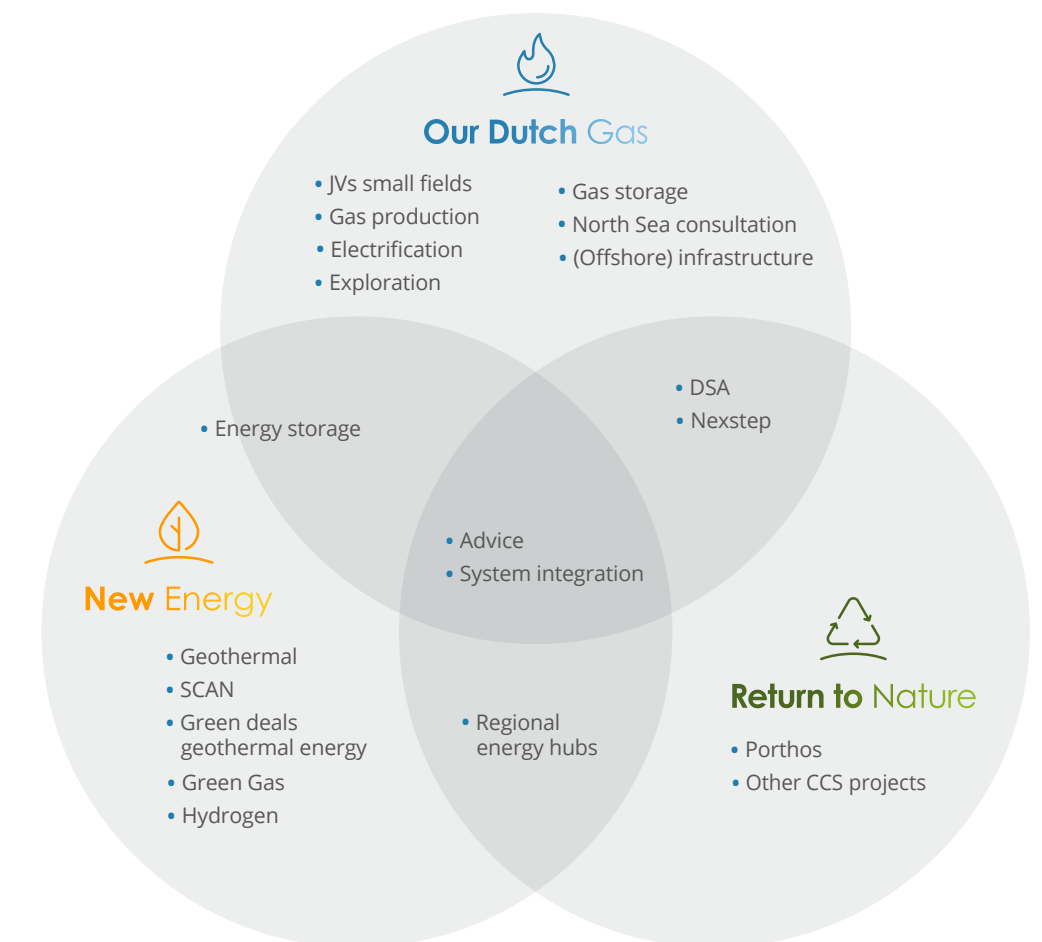 Our Dutch Gas
• JVs small fields
• Gas production
• Electrification
• Exploration
• Gas storage
• North Sea consultation
• (Offshore) infrastructure
• DSA
• Nexstep
• Energy storage
• Advice
• System integration
New Energy
• Geothermal
• SCAN
• Green deals
geothermal energy
• Green Gas
• Hydrogen
• Regional
energy hubs
Return to Nature
• Porthos
• Other CCS projects